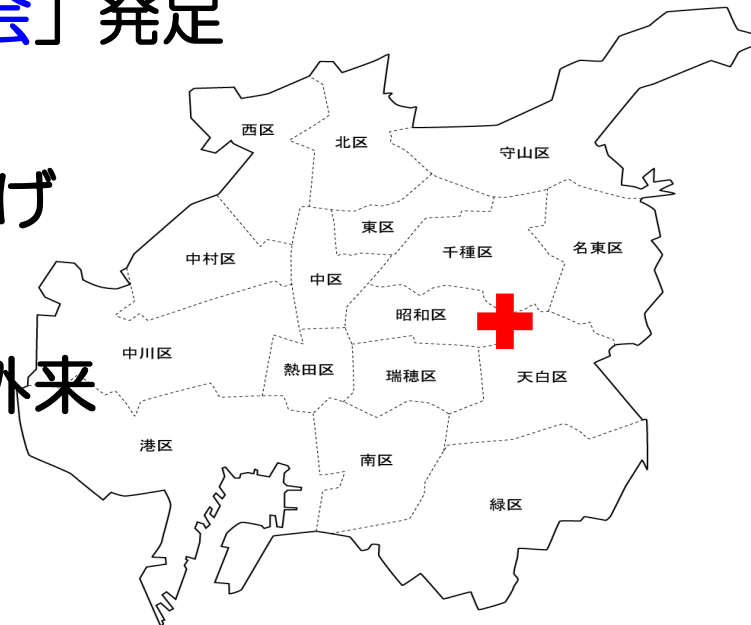 会」発足
西区
北区
守山区
げ
東区
千種区
名東区
中村区
中区
昭和区
中川区
熱田区
瑞穂区
天白区
外来
港区
南区
緑区